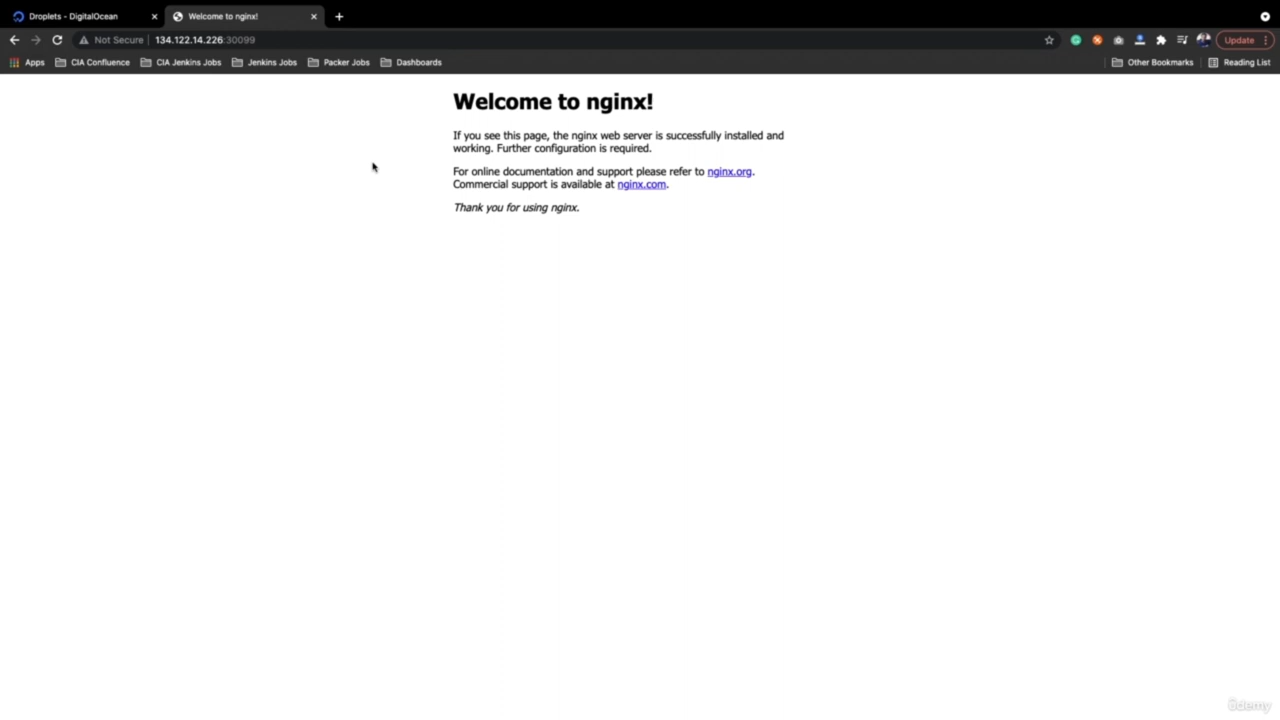 Droplets - DigitalOcean
Welcome to nginx!
Not Secure
134.122.14.226:30099
Update
Apps
CIA Confluence
CIA Jenkins Jobs
Jenkins Jobs
Packer Jobs
Dashboards
Other Bookmarks
Reading List
Welcome to nginx!
If you see this page, the nginx web server is successfully installed and
working. Further configuration is required.
For online documentation and support please refer to nginx.org.
Commercial support is available at nginx.com.
Thank you for using nginx.
ûdemy